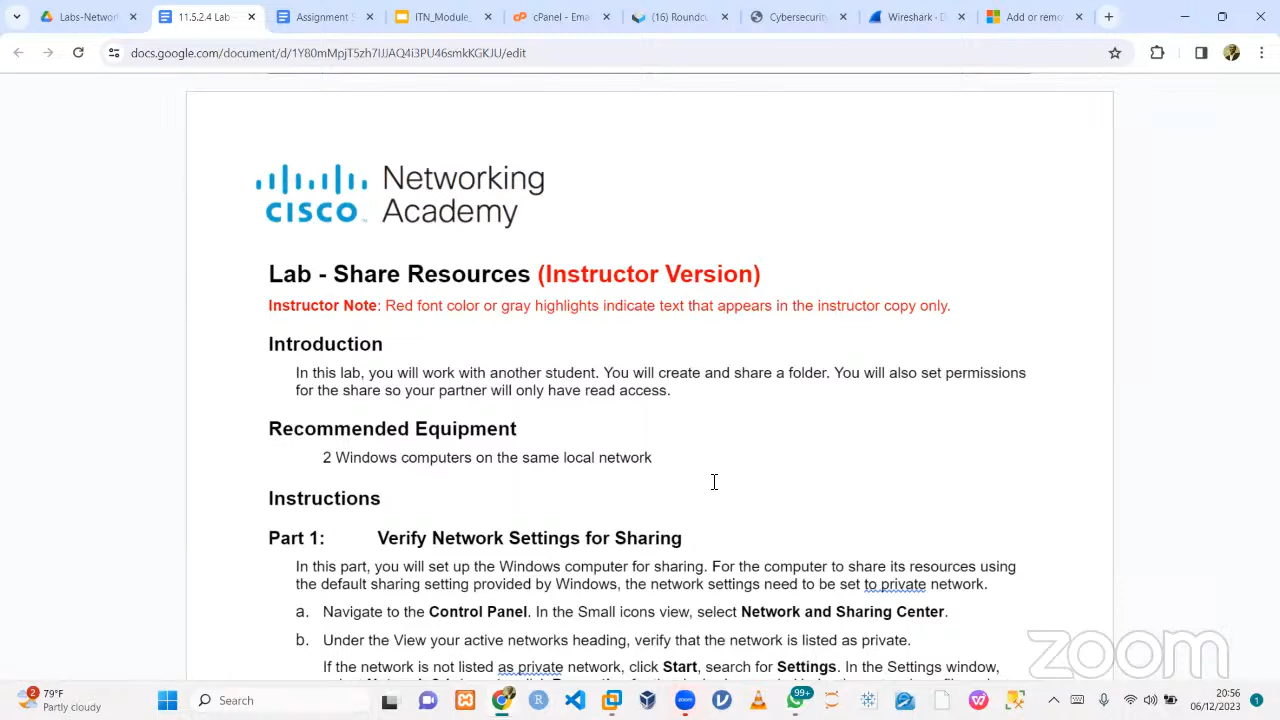 Labs-Network
11.5.2.4 Lab -
Assignment S
ITN_Module_
cPanel - Ema
(16) Roundc
Cybersecurity
Wireshark - D
Add or remo
docs.google.com/document/d/1Y80mMpjT5zh7IJJAQ4i3PU46smkKGKJU/edit
Networking
CISCO Academy
Lab - Share Resources (Instructor Version)
Instructor Note: Red font color or gray highlights indicate text that appears in the instructor copy only.
Introduction
In this lab, you will work with another student. You will create and share a folder. You will also set permissions
for the share so your partner will only have read access.
Recommended Equipment
2 Windows computers on the same local network
Instructions
Part 1: Verify Network Settings for Sharing
In this part, you will set up the Windows computer for sharing. For the computer to share its resources using
the default sharing setting provided by Windows, the network settings need to be set to private network.
a. Navigate to the Control Panel. In the Small icons view, select Network and Sharing Center.
b. Under the View your active networks heading, verify that the network is listed as private.
If the network is not listed as private network, click Start, search for Settings. In the Settings window,
zoom
2
79°F
Partly cloudy
Search
99+
20:56
06/12/2023
1